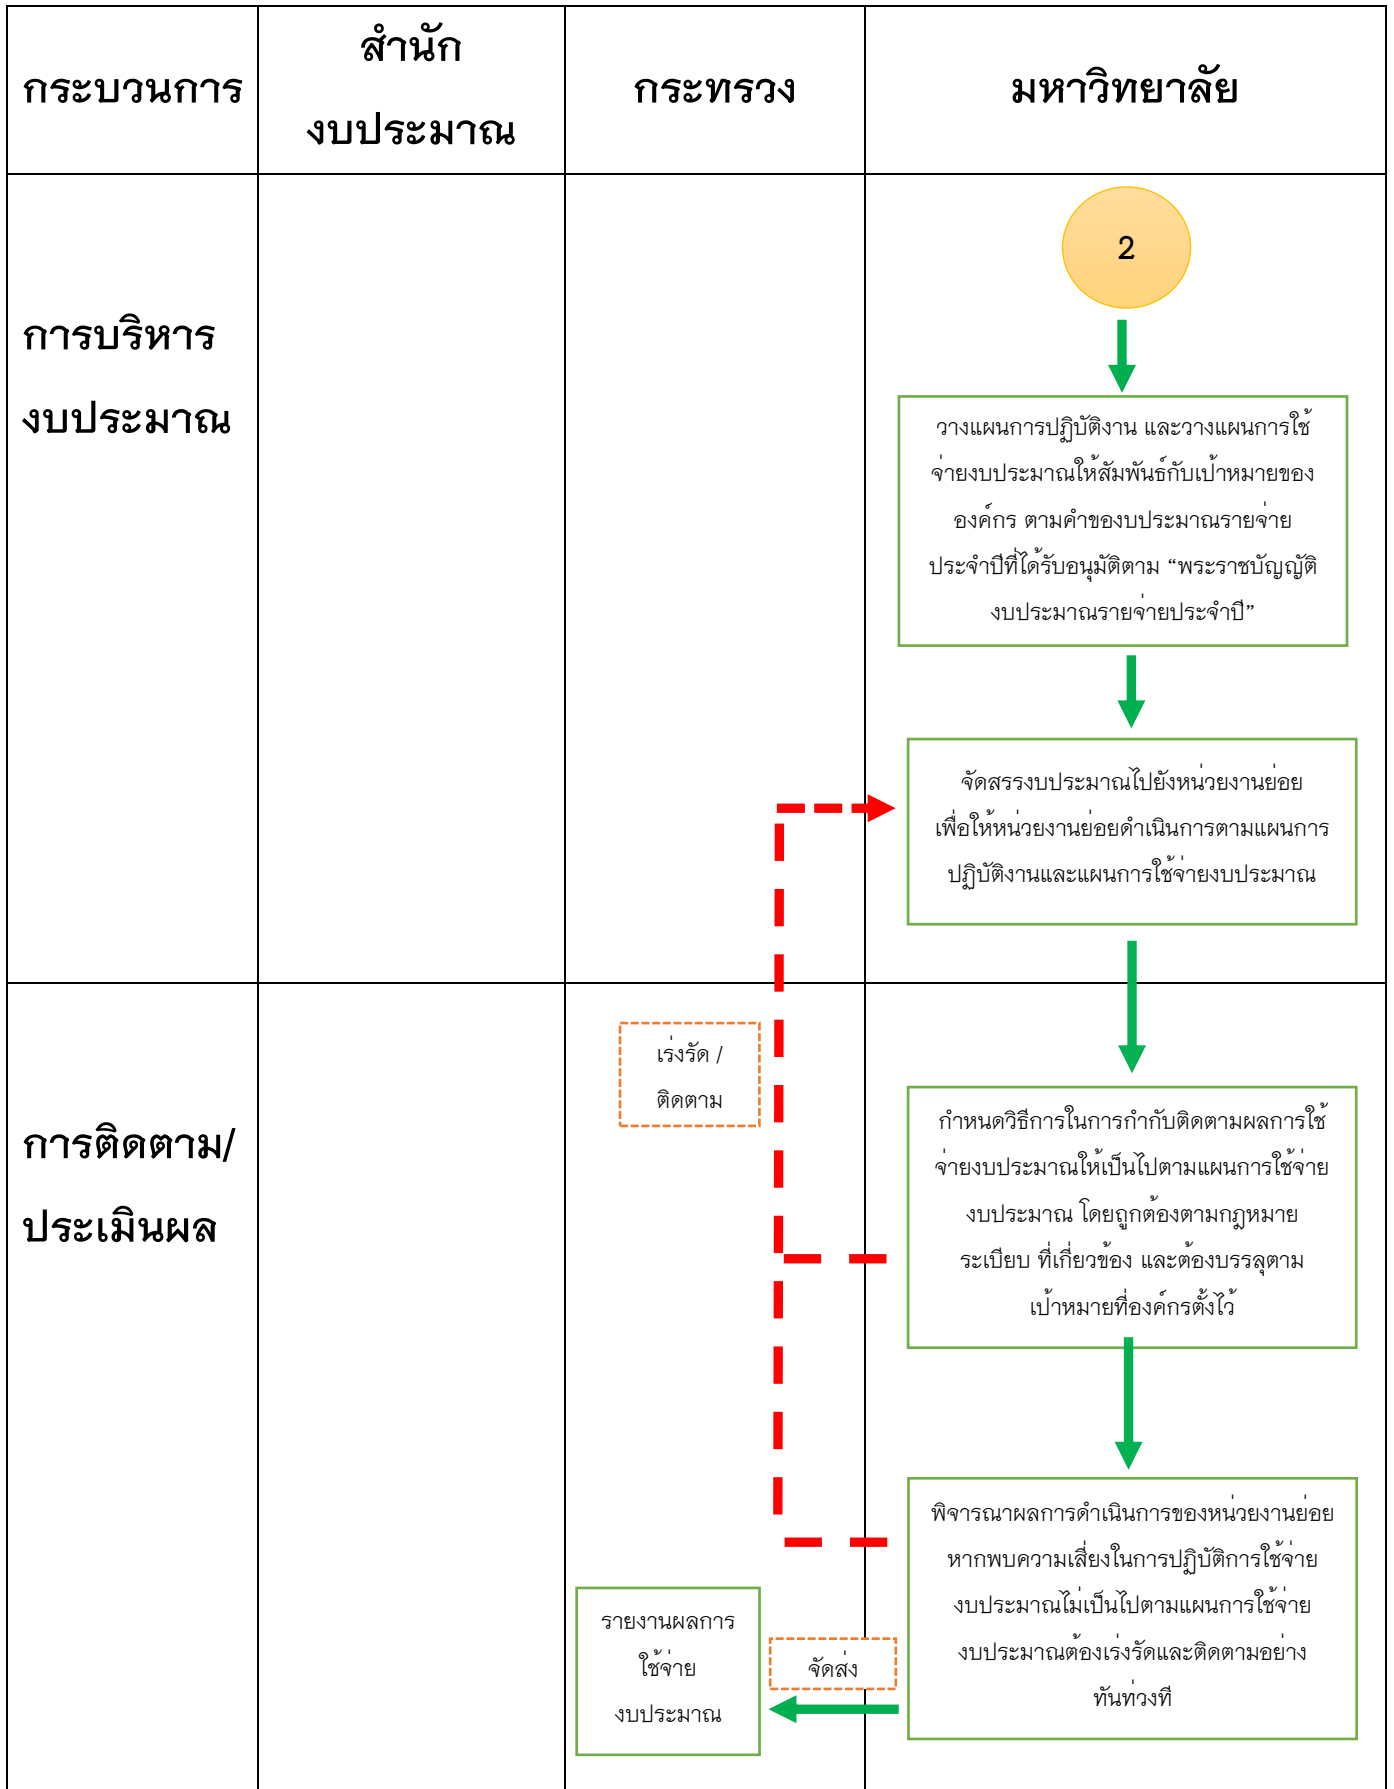 กระบวนการ
สำนัก
งบประมาณ
กระทรวง
มหาวิทยาลัย
การบริหาร
งบประมาณ
2
วางแผนการปฏิบัติงาน และวางแผนการใช้
จ่ายงบประมาณให้สัมพันธ์กับเป้าหมายของ
องค์กร ตามคำของบประมาณรายจ่าย
ประจำปีที่ได้รับอนุมัติตาม “พระราชบัญญัติ
งบประมาณรายจ่ายประจำปี”
จัดสรรงบประมาณไปยังหน่วยงานย่อย
เพื่อให้หน่วยงานย่อยดำเนินการตามแผนการ
ปฏิบัติงานและแผนการใช้จ่ายงบประมาณ
การติดตาม/
ประเมินผล
เร่งรัด /
ติดตาม
กำหนดวิธีการในการกำกับติดตามผลการใช้
จ่ายงบประมาณให้เป็นไปตามแผนการใช้จ่าย
งบประมาณ โดยถูกต้องตามกฎหมาย
ระเบียบ ที่เกี่ยวข้อง และต้องบรรลุตาม
เป้าหมายที่องค์กรตั้งไว้
พิจารณาผลการดำเนินการของหน่วยงานย่อย
หากพบความเสี่ยงในการปฏิบัติการใช้จ่าย
งบประมาณไม่เป็นไปตามแผนการใช้จ่าย
งบประมาณต้องเร่งรัดและติดตามอย่าง
ทันท่วงที
จัดส่ง
รายงานผลการ
ใช้จ่าย
งบประมาณ